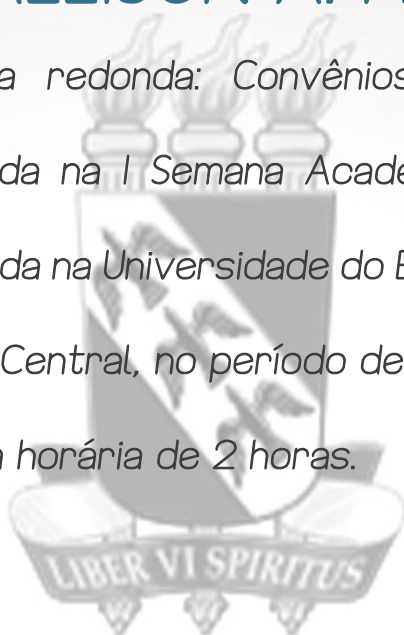 a redonda: Convênios
da na I Semana Acade
da na Universidade do E
Central, no período de
a horária de 2 horas.
LIBER VI SPIRITUS